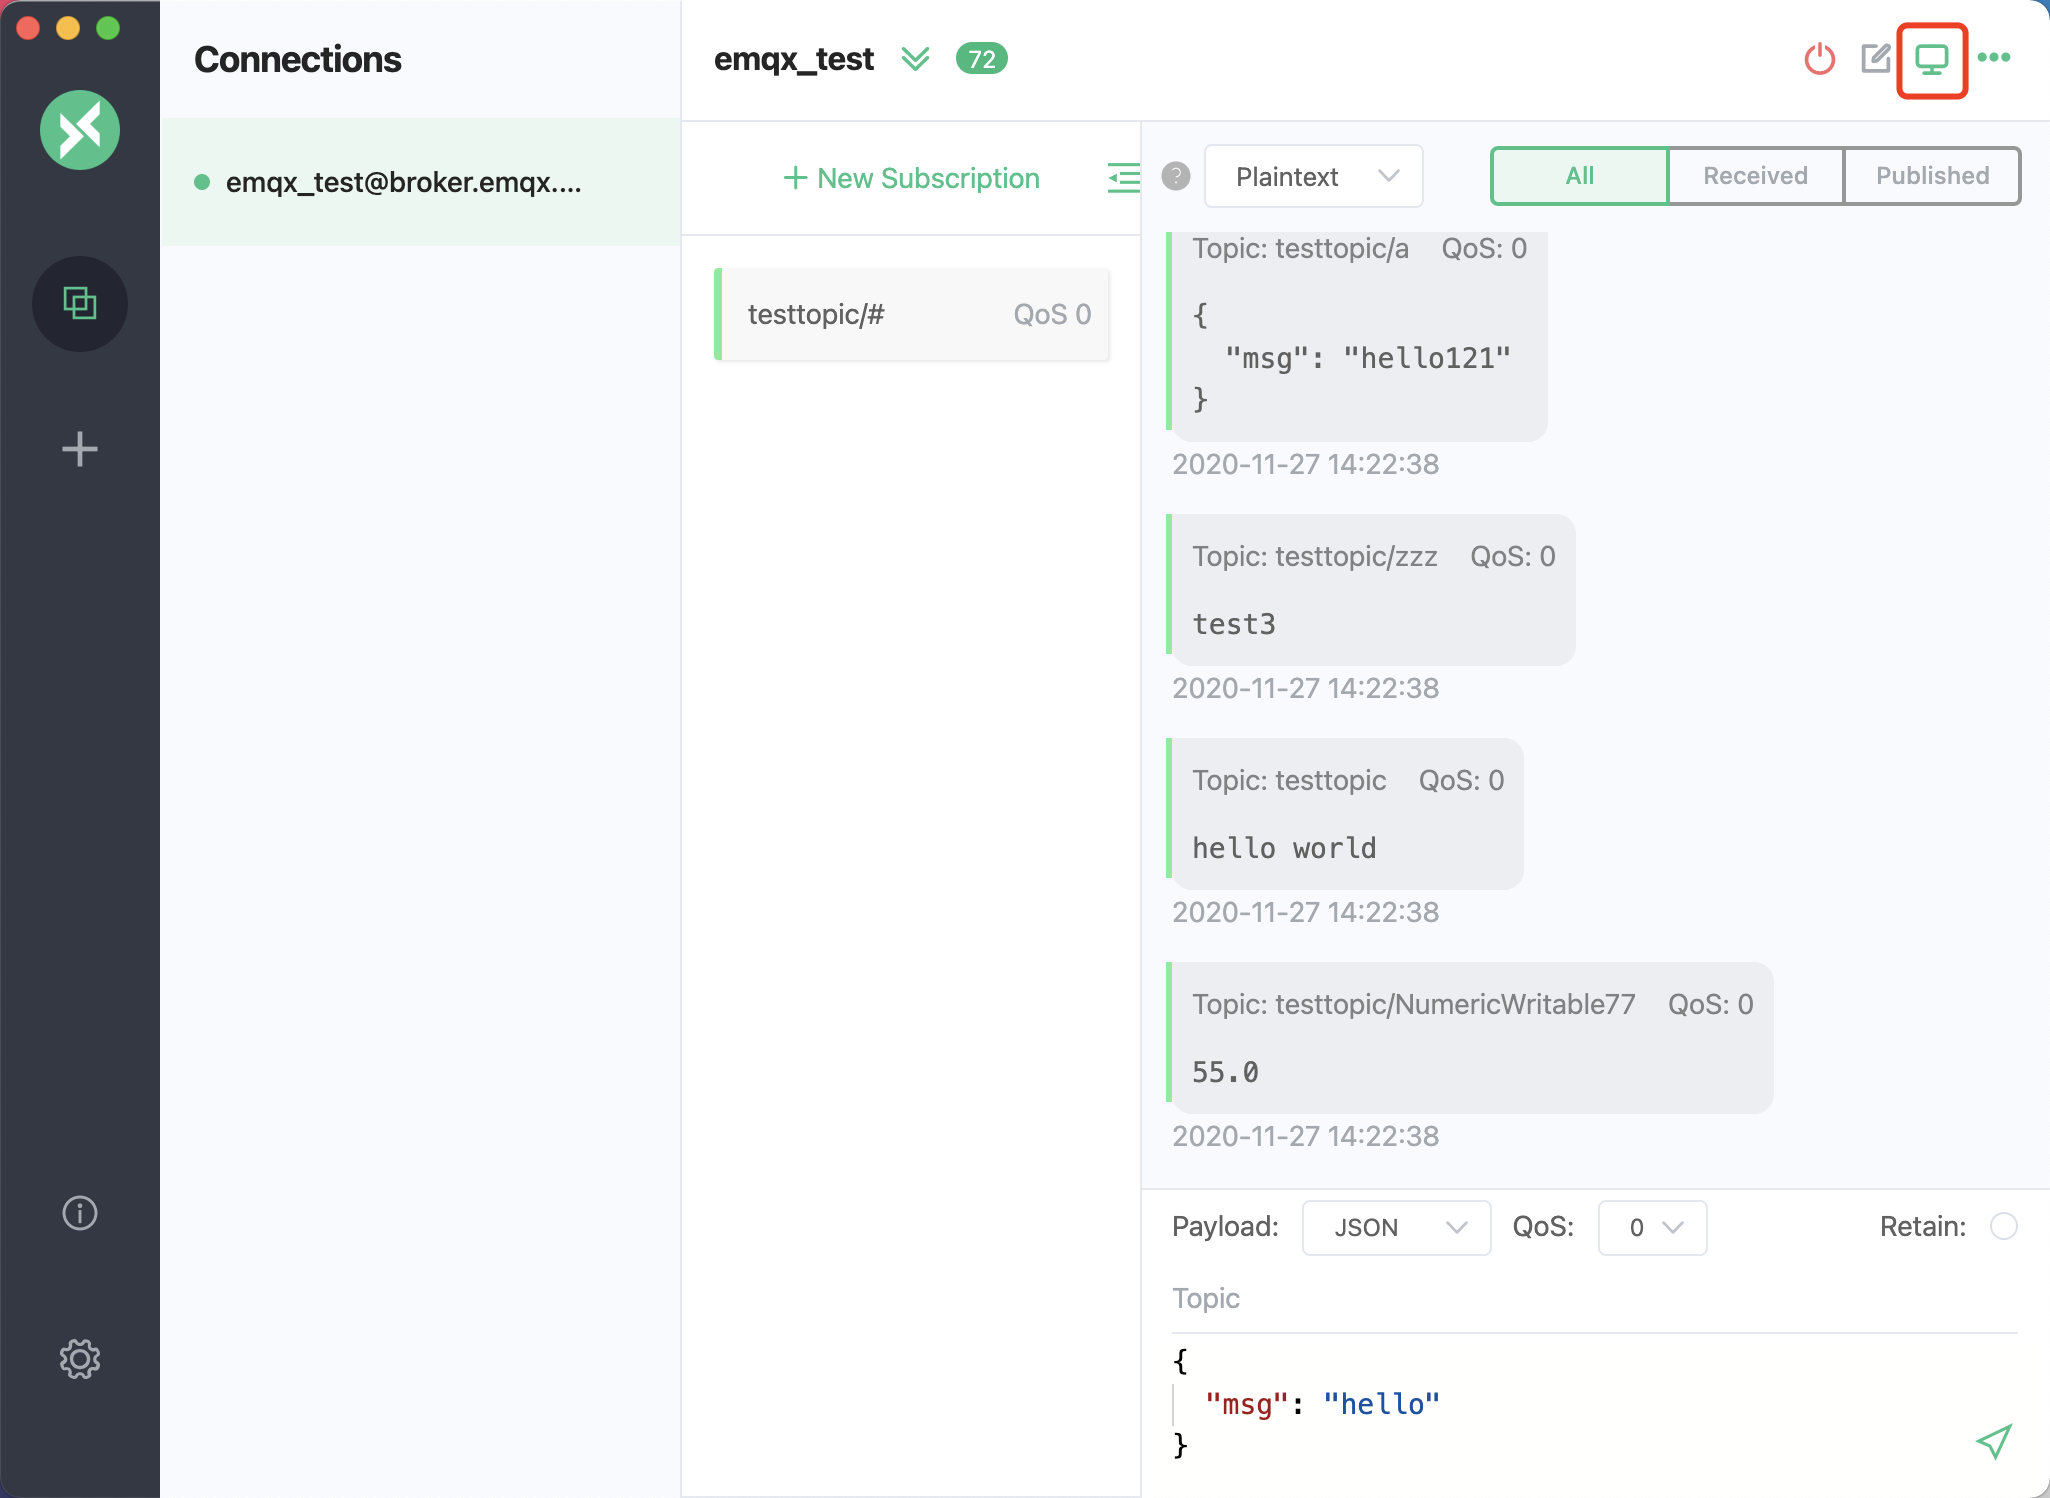 Connections
emqx_test@broker.emqx....
emqx_test 72
+ New Subscription
testtopic/# QoS 0
? Plaintext All Received Published
Topic: testtopic/a QoS: 0
{
"msg": "hello121"
}
2020-11-27 14:22:38
Topic: testtopic/zzz QoS: 0
test3
2020-11-27 14:22:38
Topic: testtopic QoS: 0
hello world
2020-11-27 14:22:38
Topic: testtopic/NumericWritable77 QoS: 0
55.0
2020-11-27 14:22:38
Payload: JSON QoS: 0 Retain:
Topic
{
"msg": "hello"
}